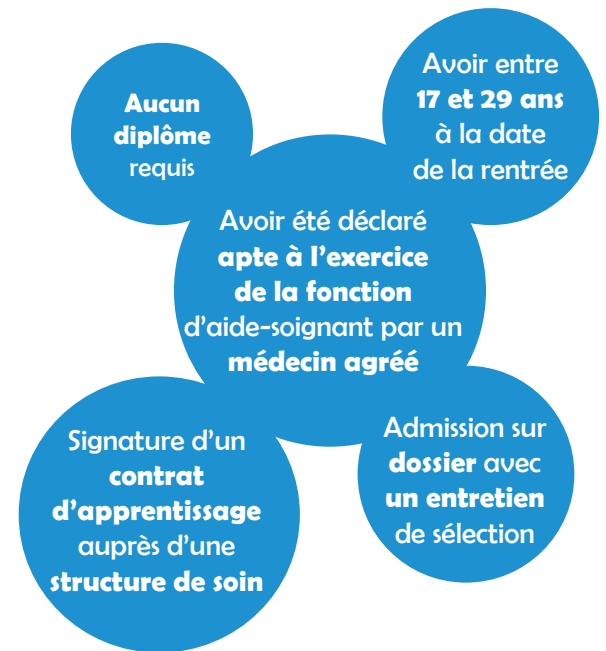 Aucun
diplôme
requis
Avoir entre
17 et 29 ans
à la date
de la rentrée
Avoir été déclaré
apte à l'exercice
de la fonction
d'aide-soignant par un
médecin agréé
Signature d'un
contrat
d'apprentissage
auprès d'une
structure de soin
Admission sur
dossier avec
un entretien
de sélection